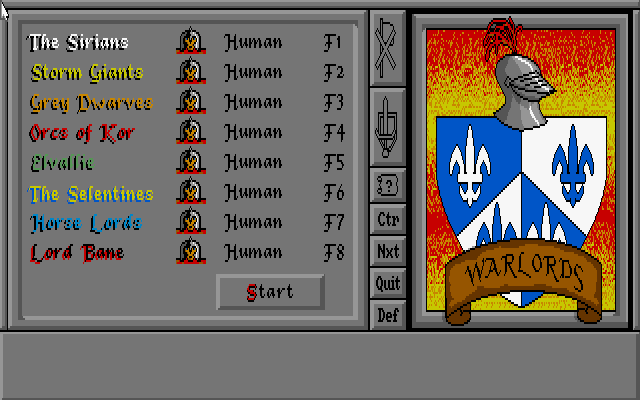 The Sirians Human F1
Storm Giants Human F2
Grey Dwarves Human F3
Orcs of Kor Human F4
Elvallie Human F5
The Selentines Human F6
Horse Lords Human F7
Lord Bane Human F8
Start
?
Ctr
Nxt
Quit
Def
WARLORDS